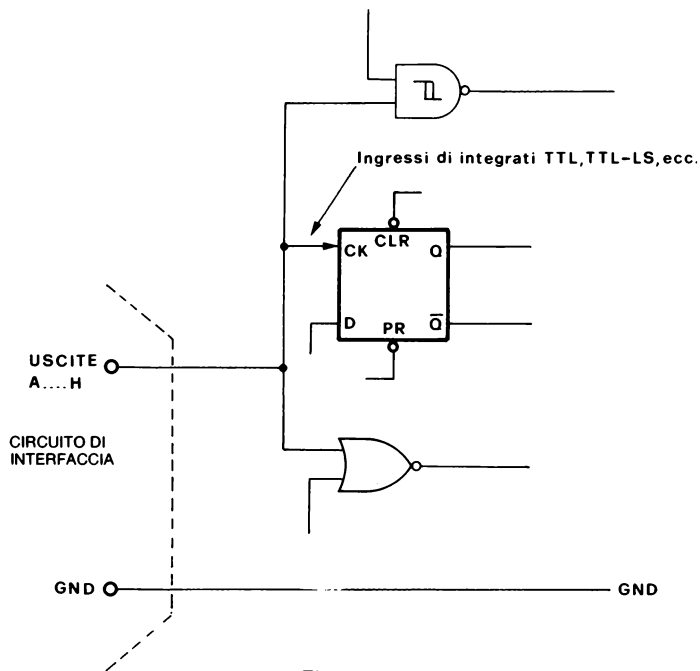 Ingressi di integrati TTL,TTL-LS,ecc.
CLR
CK
Q
D
PR
Q̅
USCITE
A....H
CIRCUITO DI
INTERFACCIA
GND
GND